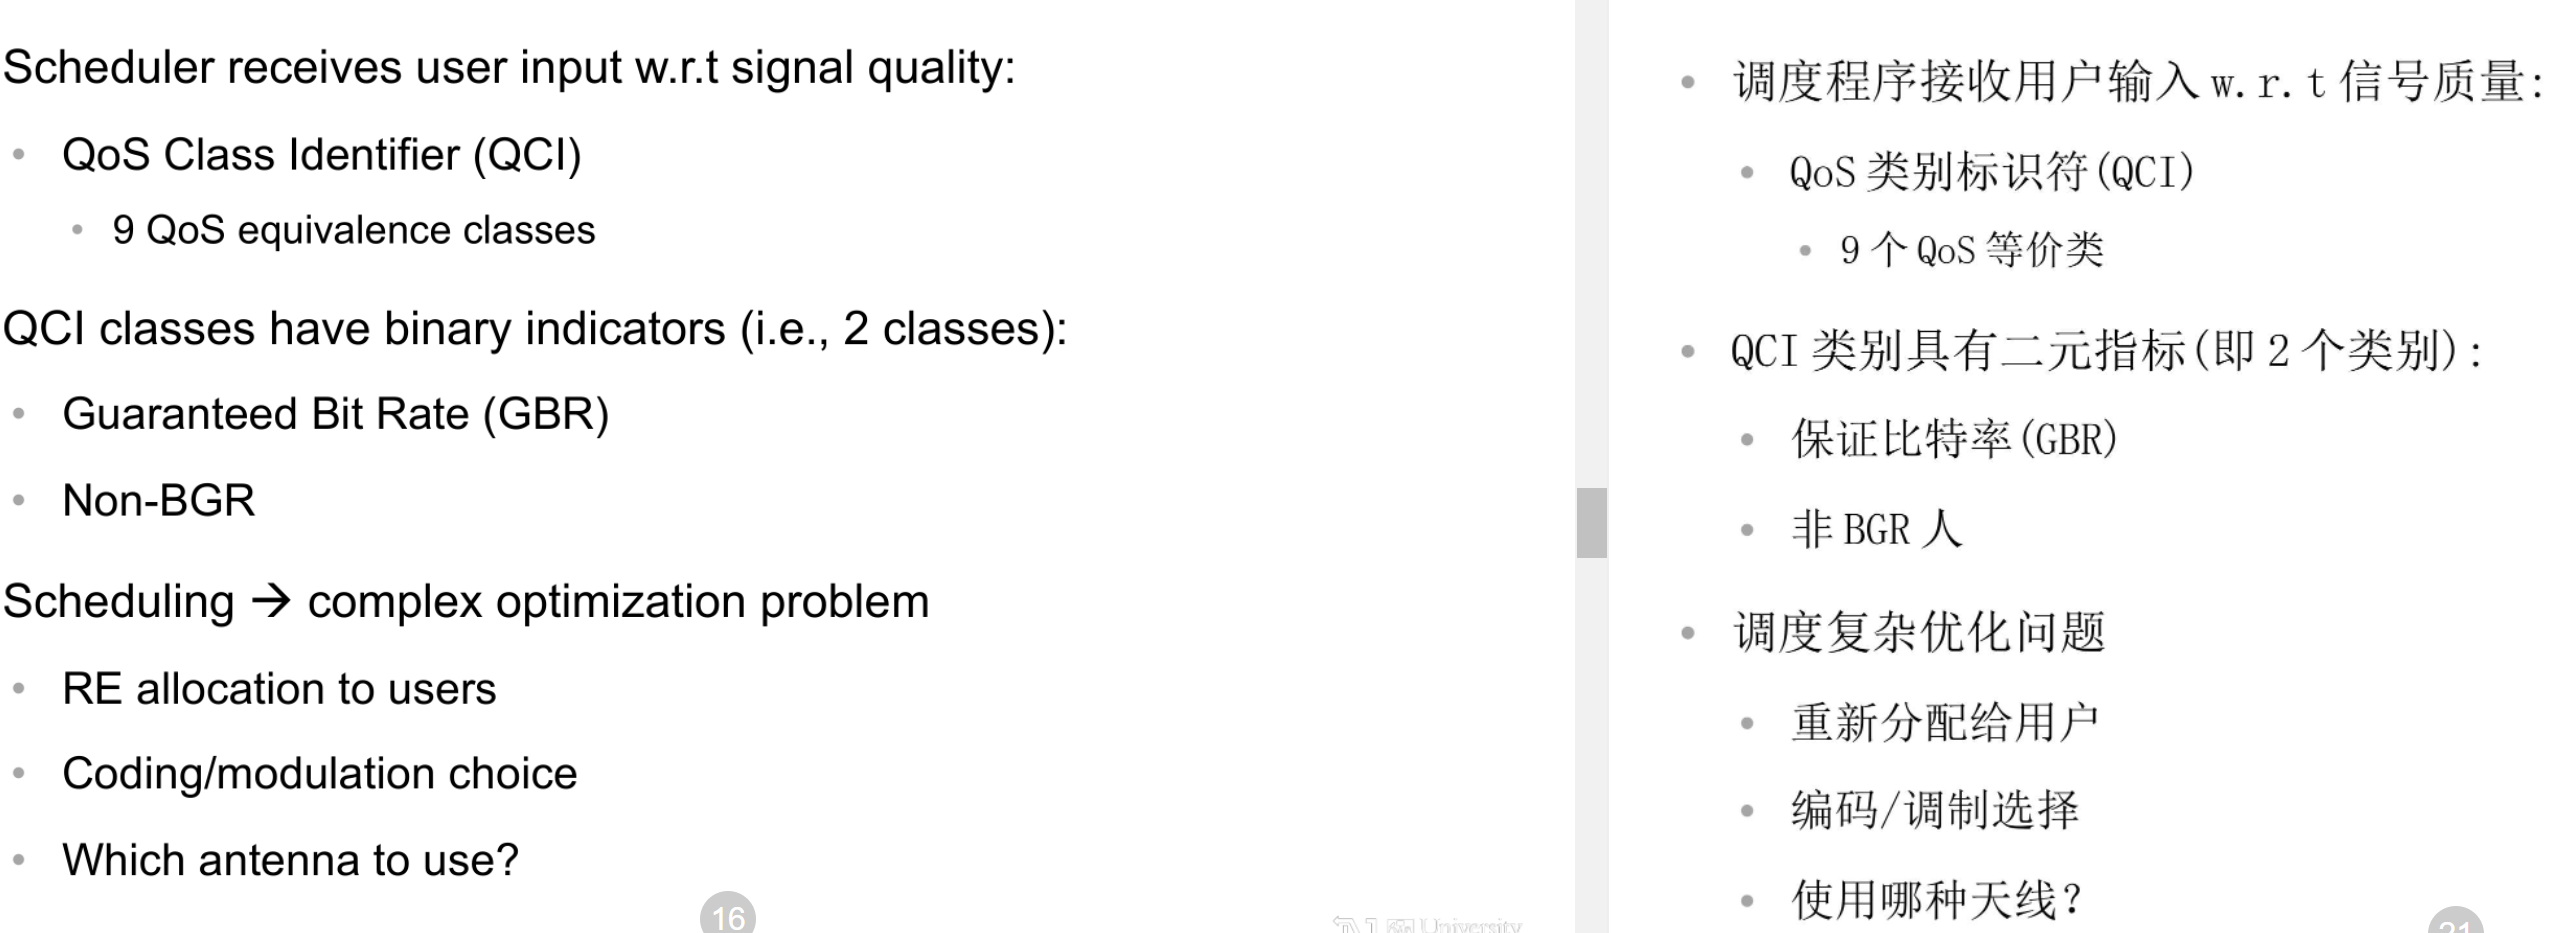 Scheduler receives user input w.r.t signal quality:
• QoS Class Identifier (QCI)
• 9 QoS equivalence classes
QCI classes have binary indicators (i.e., 2 classes):
• Guaranteed Bit Rate (GBR)
• Non-BGR
Scheduling → complex optimization problem
• RE allocation to users
• Coding/modulation choice
• Which antenna to use?
16
University
• 调度程序接收用户输入 w.r.t 信号质量:
• QoS 类别标识符(QCI)
• 9 个 QoS 等价类
• QCI 类别具有二元指标(即 2 个类别):
• 保证比特率(GBR)
• 非 BGR 人
• 调度复杂优化问题
• 重新分配给用户
• 编码/调制选择
• 使用哪种天线?
21